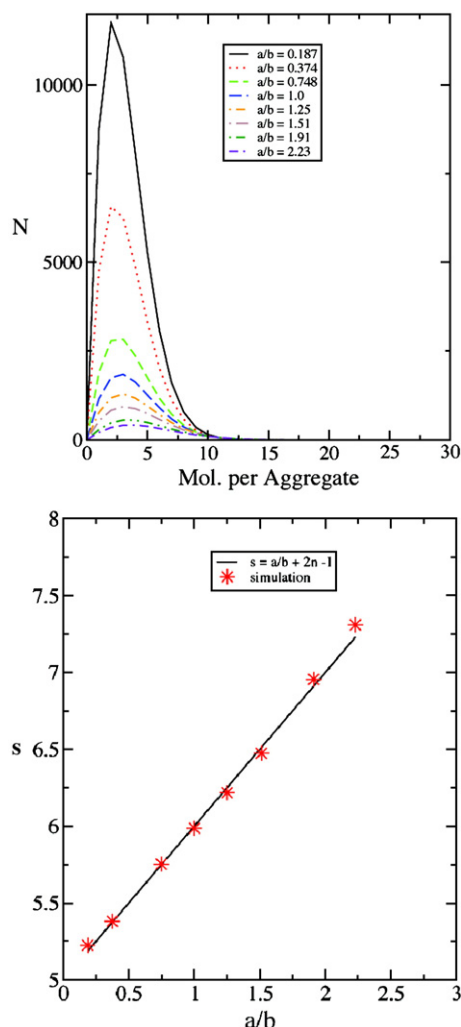 a/b = 0.187
a/b = 0.374
a/b = 0.748
a/b = 1.0
a/b = 1.25
a/b = 1.51
a/b = 1.91
a/b = 2.23
10000
N
5000
0
0 5 10 15 20 25 30
Mol. per Aggregate
8
s = a/b + 2n -1
simulation
7.5
7
s
6.5
6
5.5
5
0 0.5 1 1.5 2 2.5 3
a/b